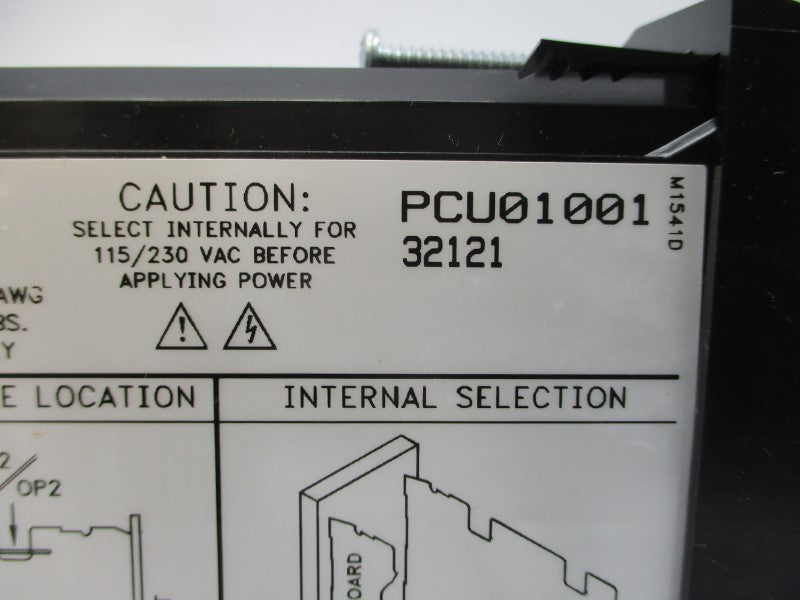 CAUTION:
SELECT INTERNALLY FOR
115/230 VAC BEFORE
APPLYING POWER
PCU01001
32121
M1541D
AWG
BS.
Y
E LOCATION
INTERNAL SELECTION
2
OP2
OARD